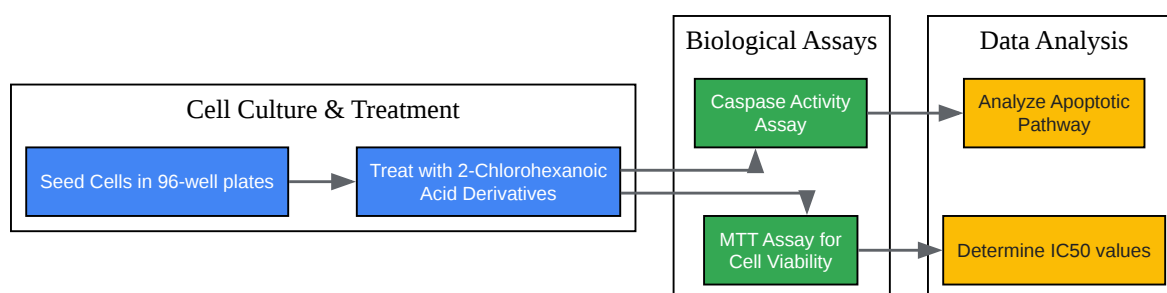 Cell Culture & Treatment
Seed Cells in 96-well plates
Treat with 2-Chlorohexanoic
Acid Derivatives
Biological Assays
Caspase Activity
Assay
MTT Assay for
Cell Viability
Data Analysis
Analyze Apoptotic
Pathway
Determine IC50 values